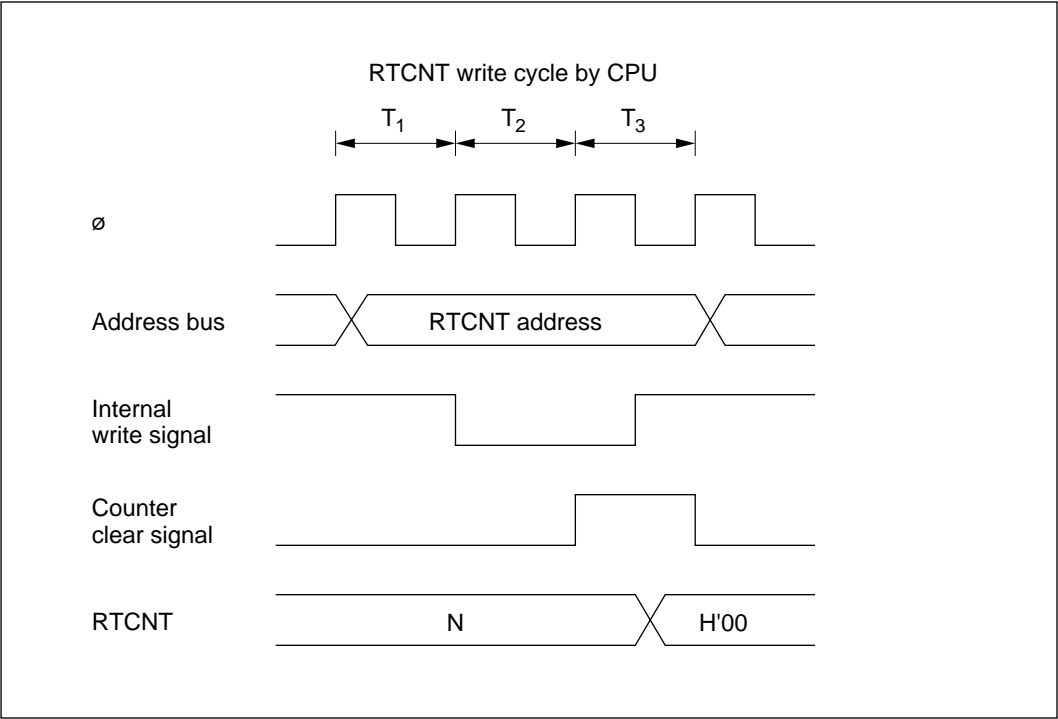 RTCNT write cycle by CPU
T1 T2 T3
ø
Address bus RTCNT address
Internal
write signal
Counter
clear signal
RTCNT N H'00